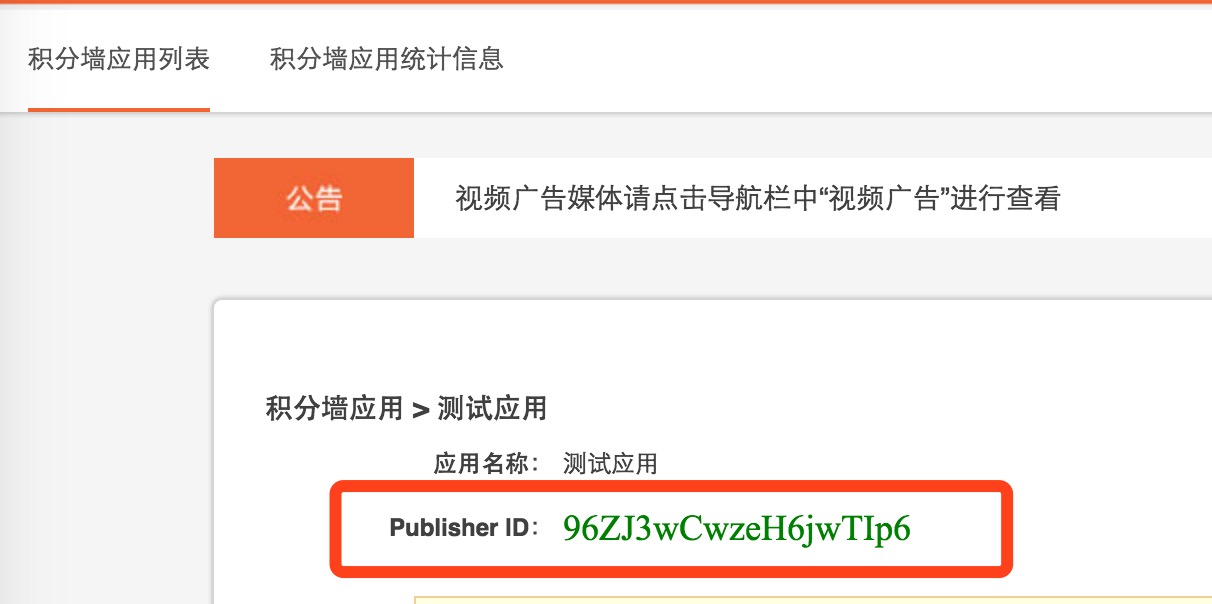 积分墙应用列表 积分墙应用统计信息
公告 视频广告媒体请点击导航栏中“视频广告”进行查看
积分墙应用 > 测试应用
应用名称： 测试应用
Publisher ID： 96ZJ3wCwzeH6jwTIp6